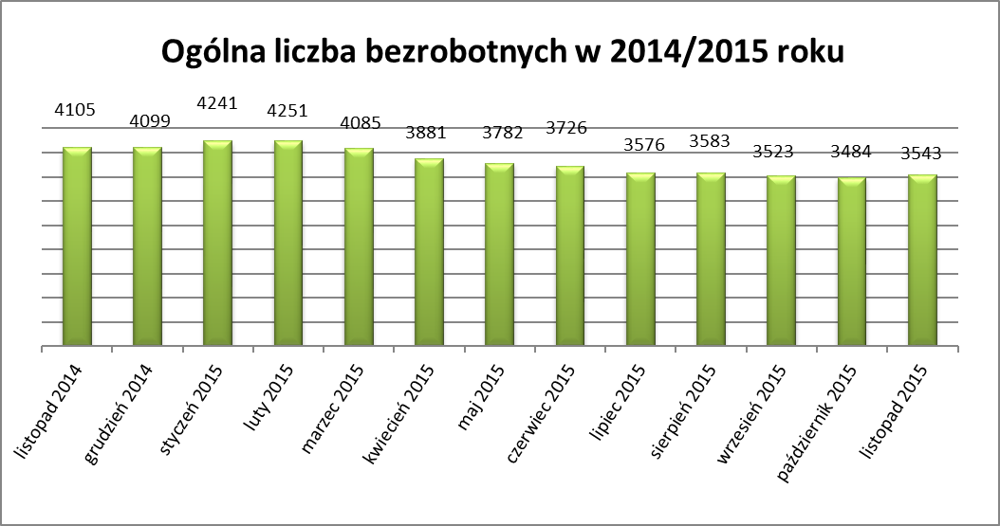 Ogólna liczba bezrobotnych w 2014/2015 roku
4105
4099
4241
4251
4085
3881
3782
3726
3576
3583
3523
3484
3543
listopad 2014
grudzień 2014
styczeń 2015
luty 2015
marzec 2015
kwiecień 2015
maj 2015
czerwiec 2015
lipiec 2015
sierpień 2015
wrzesień 2015
październik 2015
listopad 2015